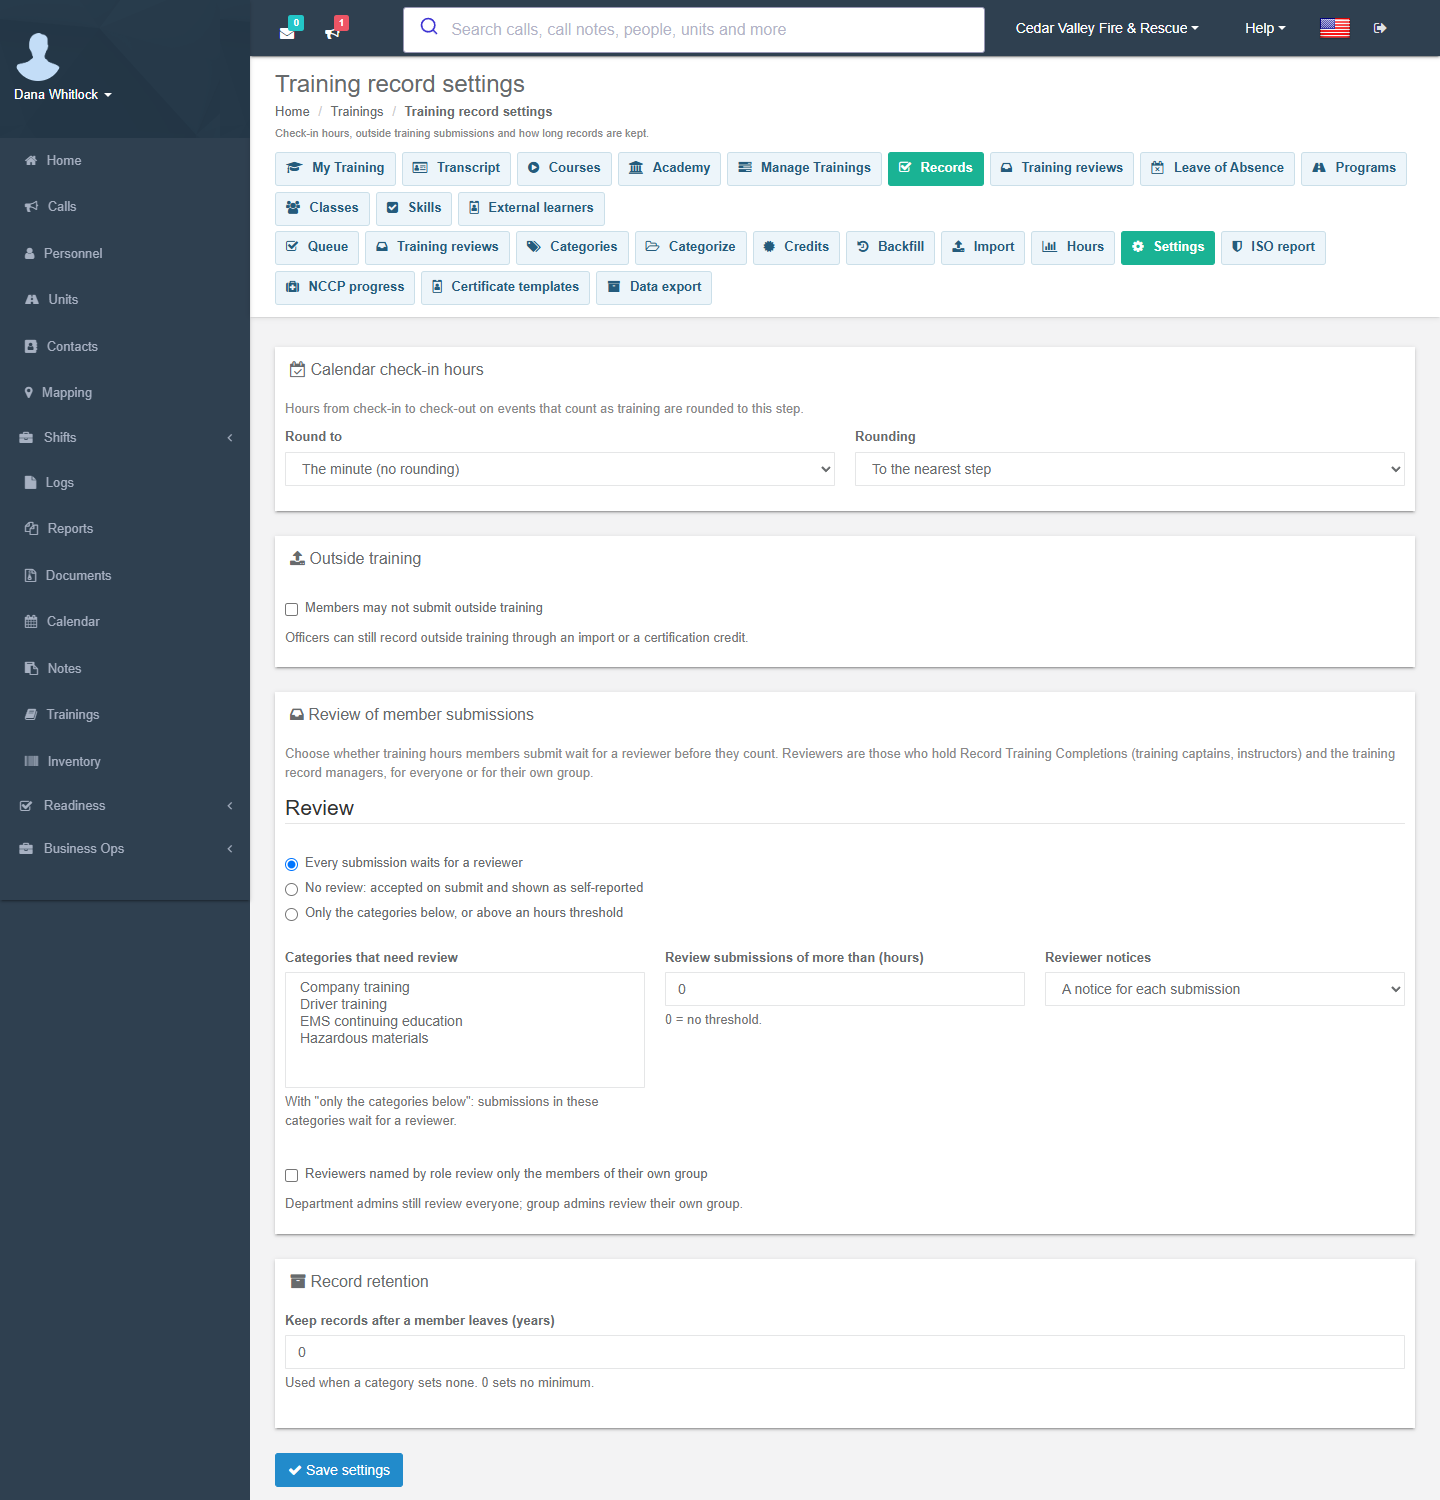 0
1
Search calls, call notes, people, units and more
Cedar Valley Fire & Rescue
Help
Dana Whitlock
Home
Calls
Personnel
Units
Contacts
Mapping
Shifts
Logs
Reports
Documents
Calendar
Notes
Trainings
Inventory
Readiness
Business Ops
Training record settings
Home / Trainings / Training record settings
Check-in hours, outside training submissions and how long records are kept.
My Training Transcript Courses Academy Manage Trainings Records Training reviews Leave of Absence Programs
Classes Skills External learners
Queue Training reviews Categories Categorize Credits Backfill Import Hours Settings ISO report
NCCP progress Certificate templates Data export
Calendar check-in hours
Hours from check-in to check-out on events that count as training are rounded to this step.
Round to Rounding
The minute (no rounding) To the nearest step
Outside training
Members may not submit outside training
Officers can still record outside training through an import or a certification credit.
Review of member submissions
Choose whether training hours members submit wait for a reviewer before they count. Reviewers are those who hold Record Training Completions (training captains, instructors) and the training
record managers, for everyone or for their own group.
Review
Every submission waits for a reviewer
No review: accepted on submit and shown as self-reported
Only the categories below, or above an hours threshold
Categories that need review Review submissions of more than (hours) Reviewer notices
Company training
Driver training
EMS continuing education
Hazardous materials
0
A notice for each submission
0 = no threshold.
With "only the categories below": submissions in these
categories wait for a reviewer.
Reviewers named by role review only the members of their own group
Department admins still review everyone; group admins review their own group.
Record retention
Keep records after a member leaves (years)
0
Used when a category sets none. 0 sets no minimum.
Save settings